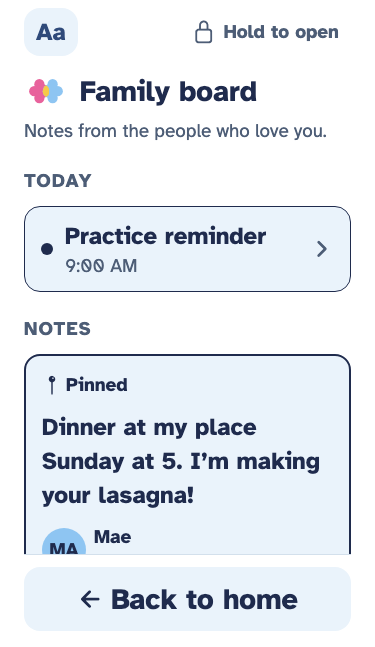 Aa
Hold to open
Family board
Notes from the people who love you.
TODAY
Practice reminder
9:00 AM
NOTES
Pinned
Dinner at my place
Sunday at 5. I’m making
your lasagna!
MA
Mae
← Back to home